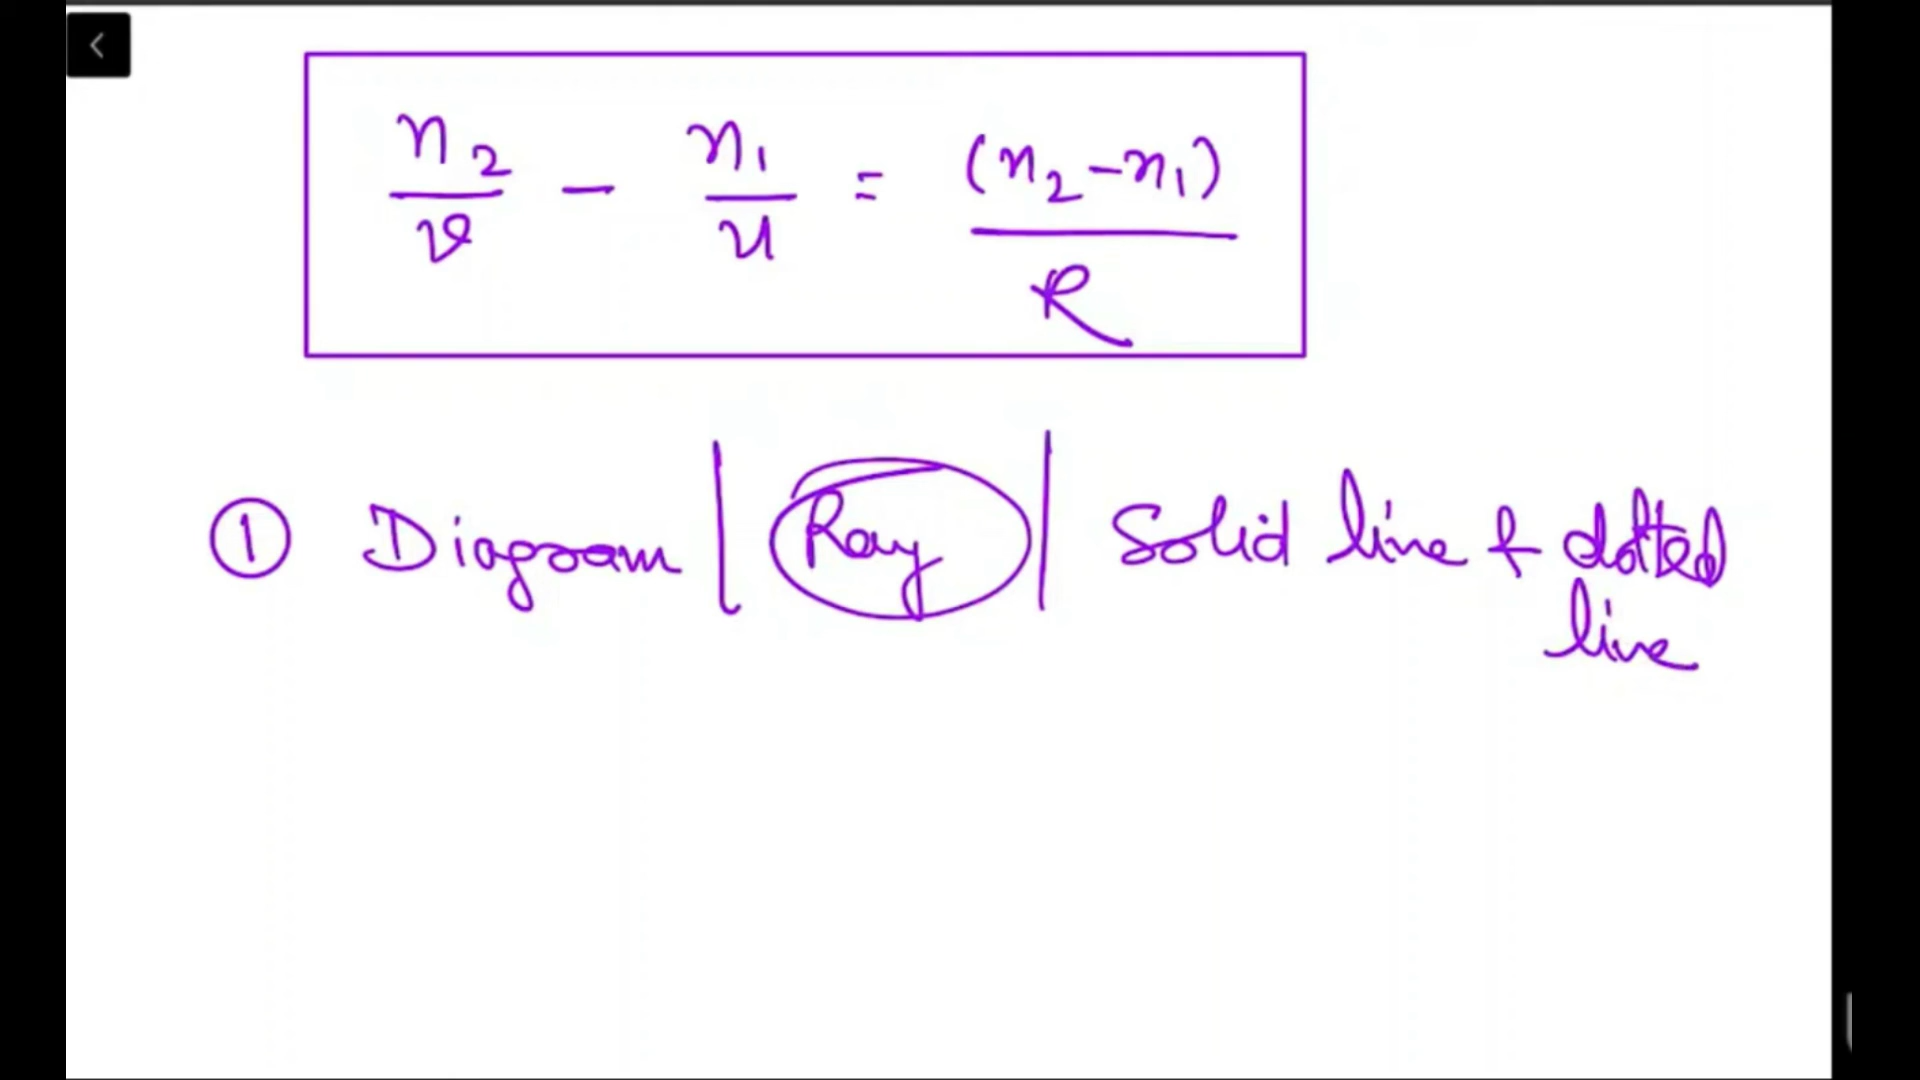 n₂/v - n₁/u = (n₂-n₁)/R
① Diagram | Ray | Solid line & dotted
line